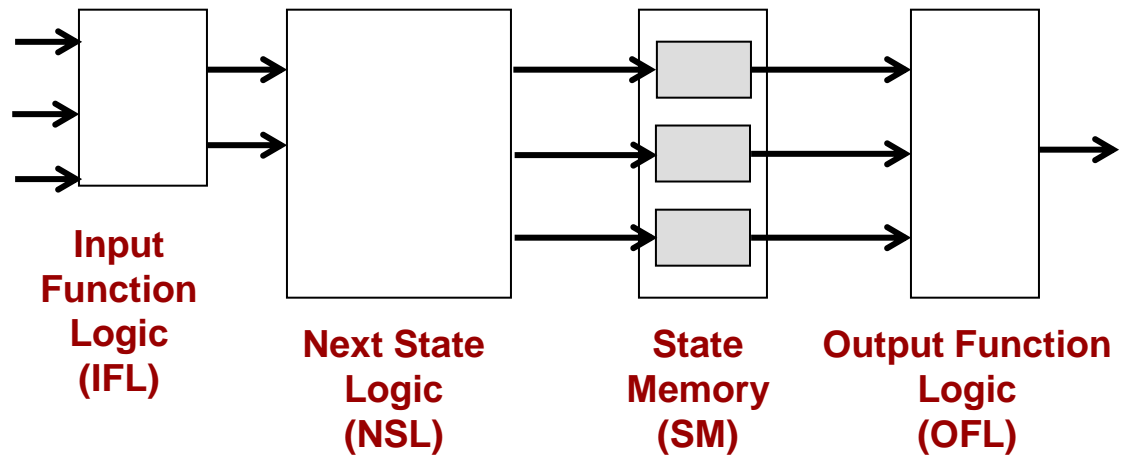 Input
Function
Logic
(IFL)
Next State
Logic
(NSL)
State
Memory
(SM)
Output Function
Logic
(OFL)